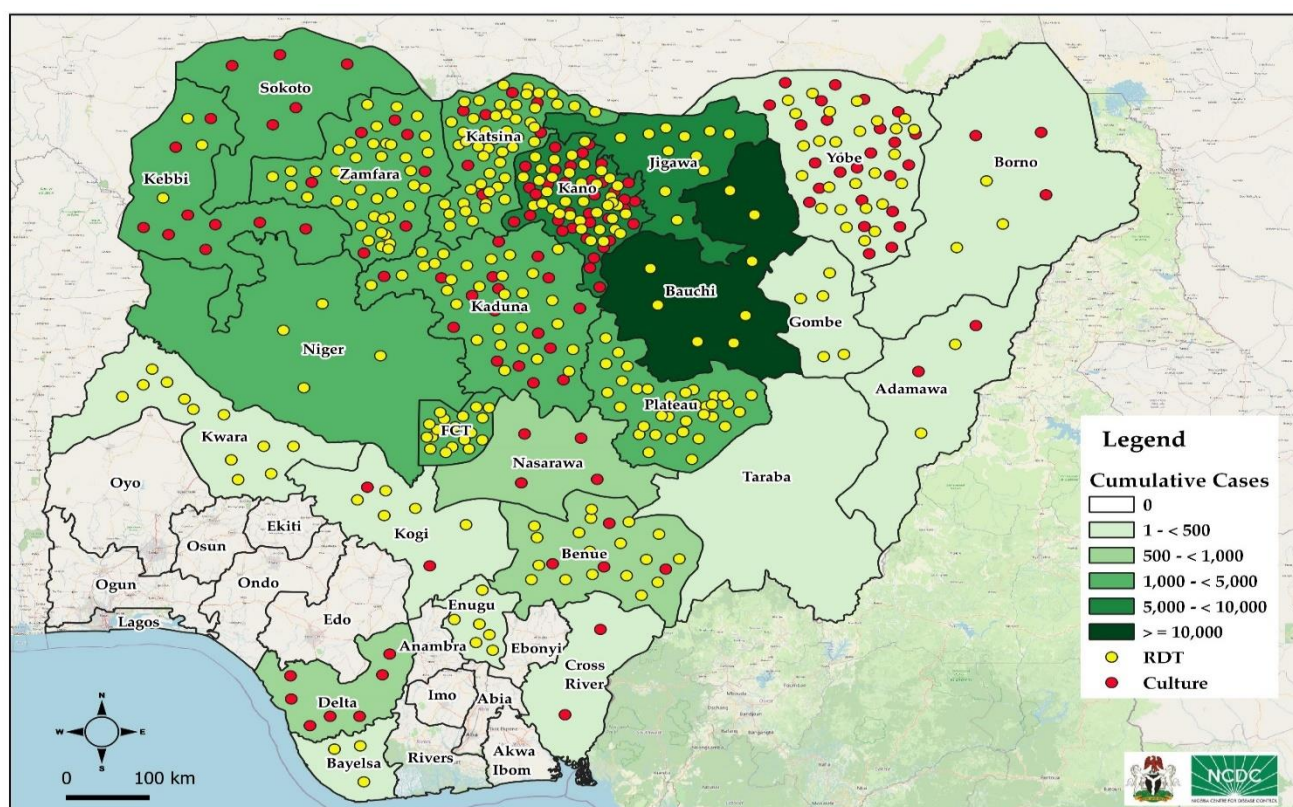 Sokoto
Katsina
Zamfara
Kebbi
Kano
Jigawa
Yobe
Borno
Bauchi
Kaduna
Gombe
Niger
Adamawa
Plateau
FCT
Kwara
Nasarawa
Taraba
Oyo
Kogi
Ekiti
Osun
Benue
Ogun
Ondo
Lagos
Edo
Enugu
Anambra
Ebonyi
Cross
River
Delta
Imo
Abia
Bayelsa
Rivers
Akwa
Ibom
Legend
Cumulative Cases
0
1 - < 500
500 - < 1,000
1,000 - < 5,000
5,000 - < 10,000
> = 10,000
RDT
Culture
N
W E
S
0 100 km
NCDC
NIGERIA CENTRE FOR DISEASE CONTROL